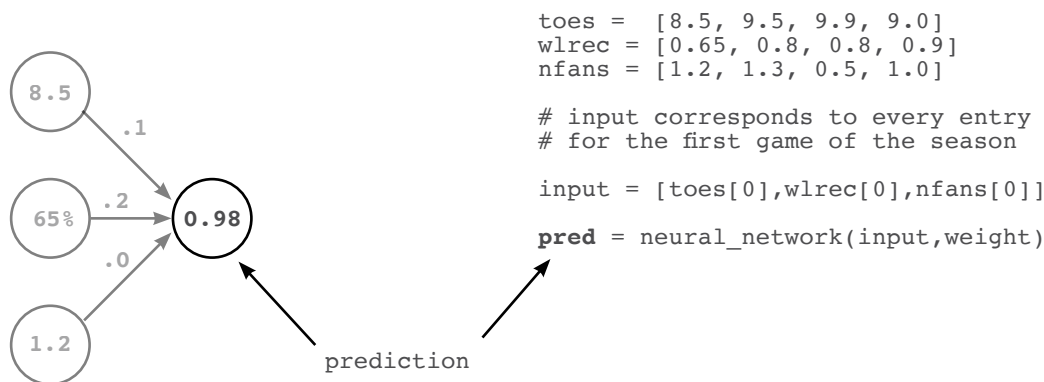 8.5
.1
65%
.2
0.98
.0
1.2
prediction
toes =  [8.5, 9.5, 9.9, 9.0]
wlrec = [0.65, 0.8, 0.8, 0.9]
nfans = [1.2, 1.3, 0.5, 1.0]
# input corresponds to every entry
# for the first game of the season
input = [toes[0],wlrec[0],nfans[0]]
pred = neural_network(input,weight)